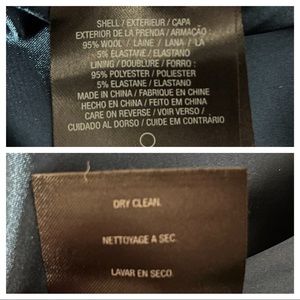 SHELL / EXTERIEUR / CAPA
EXTERIOR DE LA PRENDA / ARMAÇÃO :
95% WOOL / LAINE / LANA / LÃ
5% ELASTANE / ELASTANO
LINING / DOUBLURE / FORRO :
95% POLYESTER / POLIESTER
5% ELASTANE / ELASTANO
MADE IN CHINA / FABRIQUE EN CHINE
HECHO EN CHINA / FEITO EM CHINA
CARE ON REVERSE / VOIR VERSO /
CUIDADO AL DORSO / CUIDE EM CONTRÁRIO
DRY CLEAN.
NETTOYAGE A SEC.
LAVAR EN SECO.